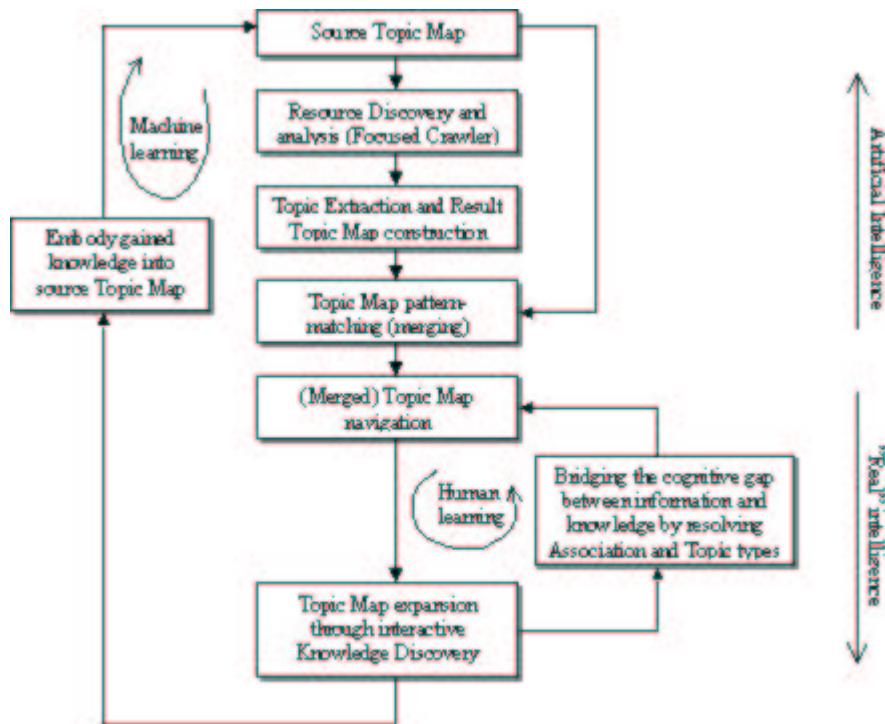 Source Topic Map
Resource Discovery and
analysis (Focused Crawler)
Machine
learning
Topic Extraction and Result
Topic Map construction
Embody gained
knowledge into
source Topic Map
Topic Map pattern-
matching (merging)
Artificial Intelligence
(Merged) Topic Map
navigation
Human
learning
Bridging the cognitive gap
between information and
knowledge by resolving
Association and Topic types
"Real" intelligence
Topic Map expansion
through interactive
Knowledge Discovery